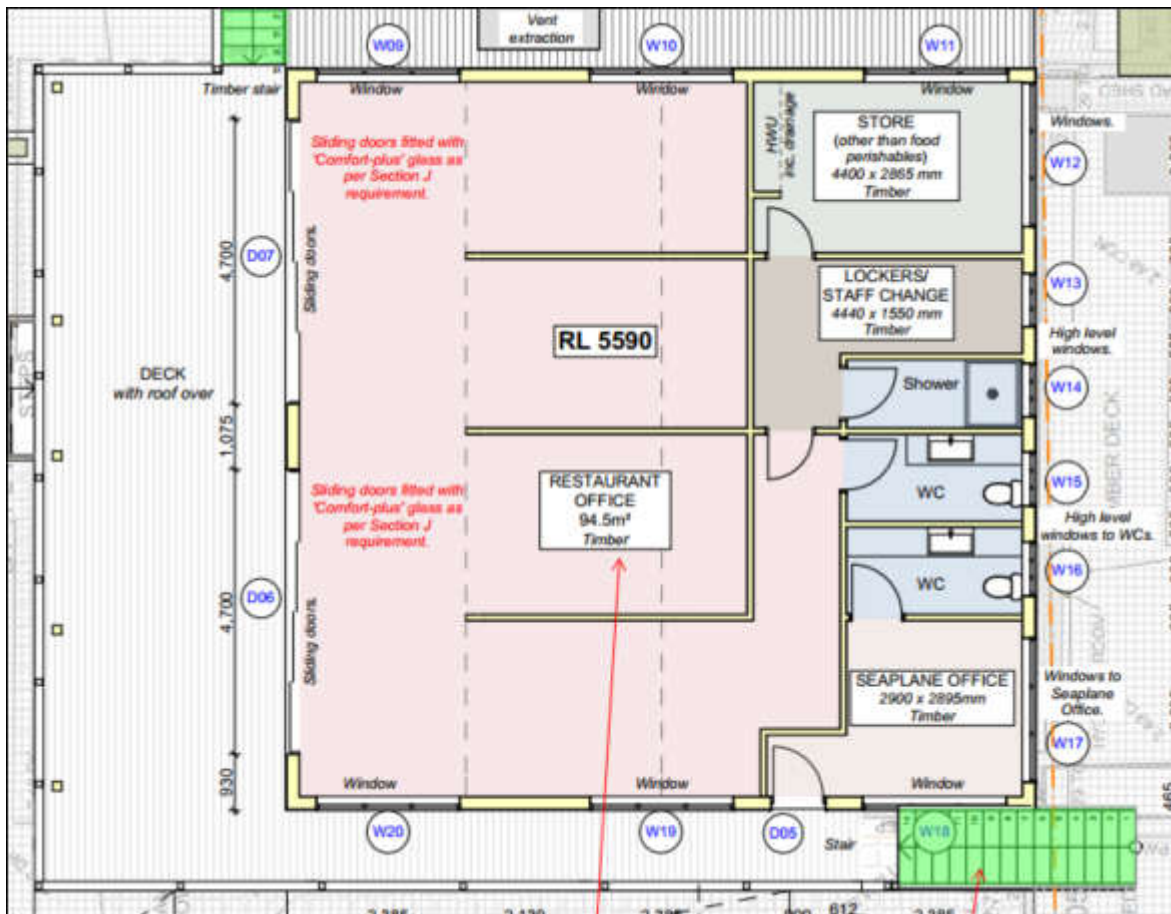 Vent
extraction
W09
W10
W11
Timber stair
Window
Window
Window
Windows.
W12
Sliding doors fitted with
'Comfort-plus' glass as
per Section J
requirement.
HWU
inc. drainage
STORE
(other than food
perishables)
4400 x 2865 mm
Timber
D07
4,700
Sliding doors.
LOCKERS/
STAFF CHANGE
4440 x 1550 mm
Timber
W13
High level
windows.
RL 5590
DECK
with roof over
Shower
W14
STEPS
1,075
Sliding doors fitted with
'Comfort-plus' glass as
per Section J
requirement.
RESTAURANT
OFFICE
94.5m²
Timber
WC
W15
High level
windows to WCs.
WC
W16
D06
4,700
Sliding doors.
SEAPLANE OFFICE
2900 x 2895mm
Timber
Windows to
Seaplane
Office.
W17
930
Window
Window
Window
465
W20
W19
D05
Stair
W18
612